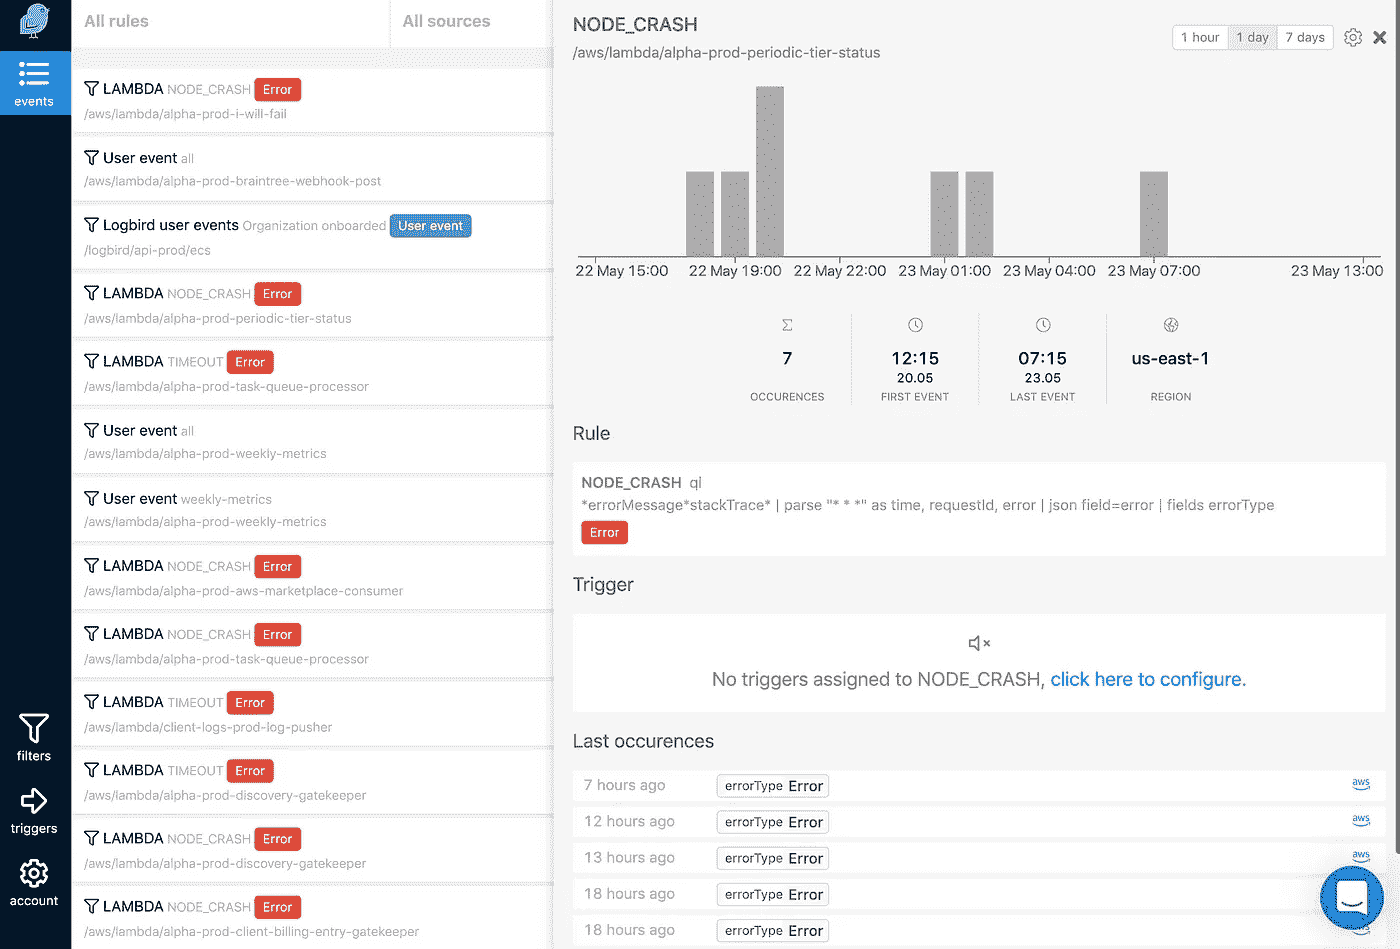 events
filters
triggers
account
All rules
All sources
LAMBDA NODE_CRASH Error
/aws/lambda/alpha-prod-i-will-fail
User event all
/aws/lambda/alpha-prod-braintree-webhook-post
Logbird user events Organization onboarded User event
/logbird/api-prod/ecs
LAMBDA NODE_CRASH Error
/aws/lambda/alpha-prod-periodic-tier-status
LAMBDA TIMEOUT Error
/aws/lambda/alpha-prod-task-queue-processor
User event all
/aws/lambda/alpha-prod-weekly-metrics
User event weekly-metrics
/aws/lambda/alpha-prod-weekly-metrics
LAMBDA NODE_CRASH Error
/aws/lambda/alpha-prod-aws-marketplace-consumer
LAMBDA NODE_CRASH Error
/aws/lambda/alpha-prod-task-queue-processor
LAMBDA TIMEOUT Error
/aws/lambda/client-logs-prod-log-pusher
LAMBDA TIMEOUT Error
/aws/lambda/alpha-prod-discovery-gatekeeper
LAMBDA NODE_CRASH Error
/aws/lambda/alpha-prod-discovery-gatekeeper
LAMBDA NODE_CRASH Error
/aws/lambda/alpha-prod-client-billing-entry-gatekeeper
NODE_CRASH
/aws/lambda/alpha-prod-periodic-tier-status
1 hour 1 day 7 days
22 May 15:00 22 May 19:00 22 May 22:00 23 May 01:00 23 May 04:00 23 May 07:00 23 May 13:00
Σ
7 12:15 07:15 us-east-1
20.05 23.05
OCCURENCES FIRST EVENT LAST EVENT REGION
Rule
NODE_CRASH ql
*errorMessage*stackTrace* | parse "* * *" as time, requestId, error | json field=error | fields errorType
Error
Trigger
No triggers assigned to NODE_CRASH, click here to configure.
Last occurences
7 hours ago errorType Error aws
12 hours ago errorType Error aws
13 hours ago errorType Error aws
18 hours ago errorType Error
18 hours ago errorType Error